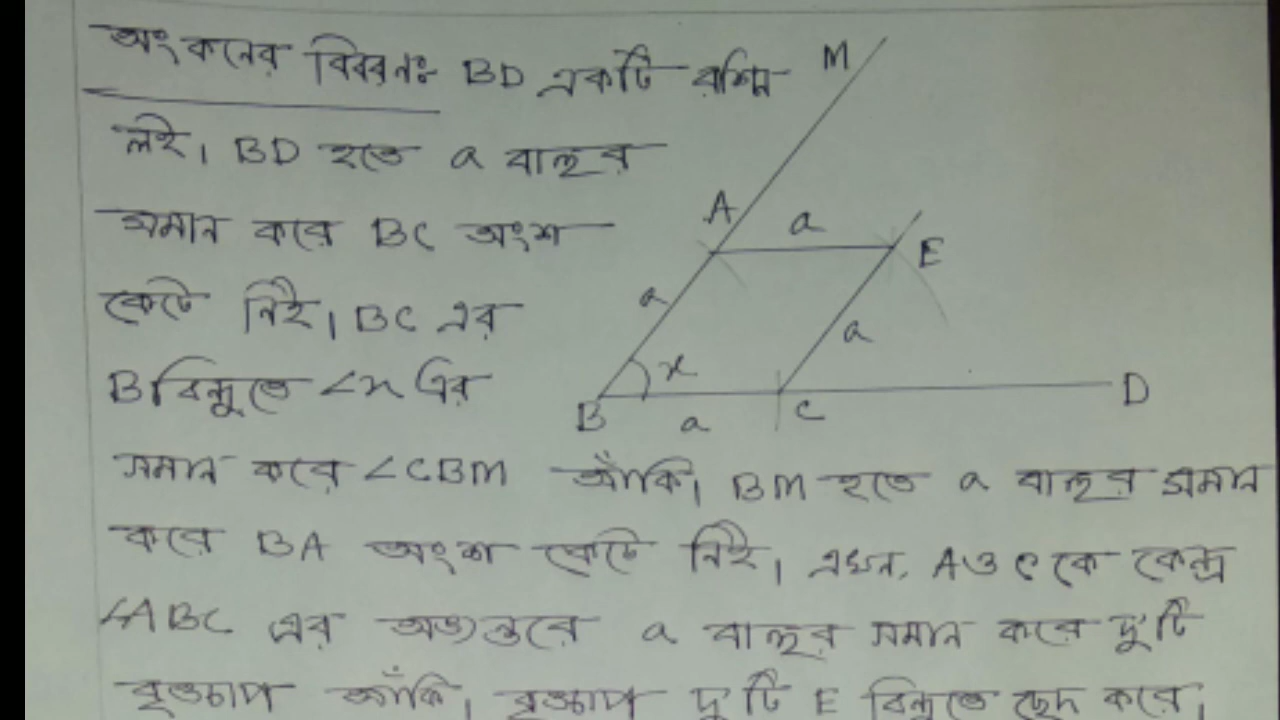 অংকনের বিবরনঃ BD একটি রশ্মি
লই। BD হতে a বাহুর
সমান করে BC অংশ
কেটে নিই। BC এর
B বিন্দুতে ∠x এর
সমান করে ∠CBM আঁকি। BM হতে a বাহুর সমান
করে BA অংশ কেটে নিই। এখন, A ও C কে কেন্দ্র
∠ABC এর অভ্যন্তরে a বাহুর সমান করে দু'টি
বৃত্তচাপ আঁকি। বৃত্তচাপ দু'টি E বিন্দুতে ছেদ করে।
M
A
a
E
a
a
x
B
a
C
D